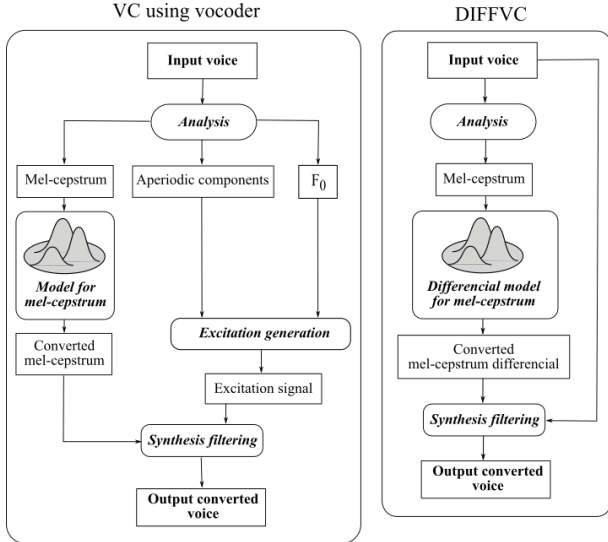 VC using vocoder
Input voice
Analysis
Mel-cepstrum
Aperiodic components
F0
Model for
mel-cepstrum
Excitation generation
Converted
mel-cepstrum
Excitation signal
Synthesis filtering
Output converted
voice
DIFFVC
Input voice
Analysis
Mel-cepstrum
Differencial model
for mel-cepstrum
Converted
mel-cepstrum differencial
Synthesis filtering
Output converted
voice